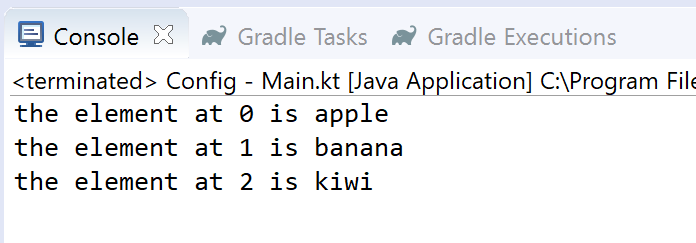 Console Gradle Tasks Gradle Executions
<terminated> Config - Main.kt [Java Application] C:\Program File
the element at 0 is apple
the element at 1 is banana
the element at 2 is kiwi